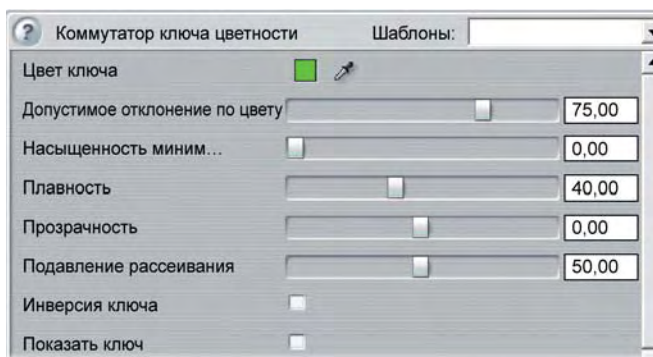 ? Коммутатор ключа цветности Шаблоны:
Цвет ключа
Допустимое отклонение по цвету 75,00
Насыщенность миним... 0,00
Плавность 40,00
Прозрачность 0,00
Подавление рассеивания 50,00
Инверсия ключа
Показать ключ